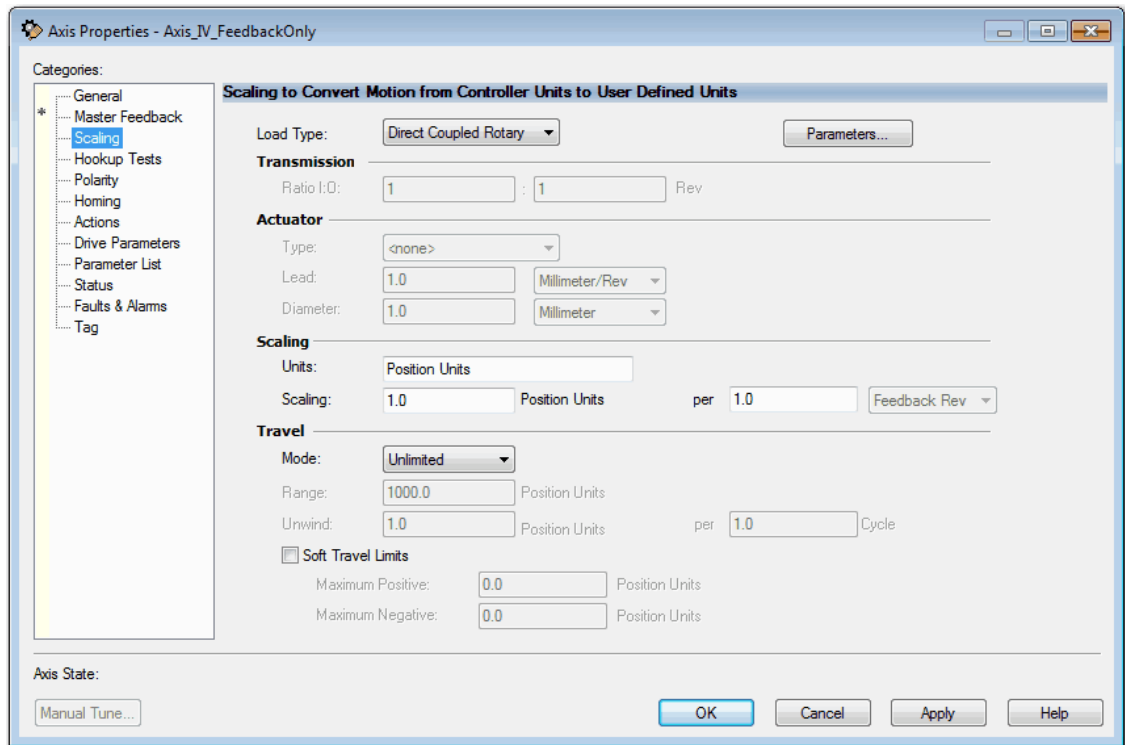 Axis Properties - Axis_IV_FeedbackOnly
Categories:
General
* Master Feedback
Scaling
Hookup Tests
Polarity
Homing
Actions
Drive Parameters
Parameter List
Status
Faults & Alarms
Tag
Scaling to Convert Motion from Controller Units to User Defined Units
Load Type: Direct Coupled Rotary Parameters...
Transmission
Ratio I:O: 1 : 1 Rev
Actuator
Type: <none>
Lead: 1.0 Millimeter/Rev
Diameter: 1.0 Millimeter
Scaling
Units: Position Units
Scaling: 1.0 Position Units per 1.0 Feedback Rev
Travel
Mode: Unlimited
Range: 1000.0 Position Units
Unwind: 1.0 Position Units per 1.0 Cycle
Soft Travel Limits
Maximum Positive: 0.0 Position Units
Maximum Negative: 0.0 Position Units
Axis State:
Manual Tune... OK Cancel Apply Help